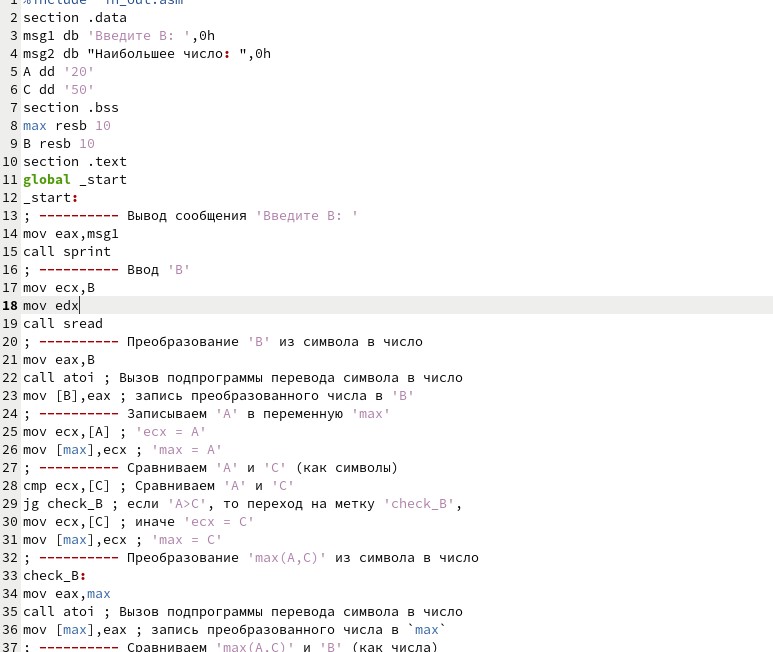 1 %include 'in_out.asm'
2 section .data
3 msg1 db 'Введите B: ',0h
4 msg2 db "Наибольшее число: ",0h
5 A dd '20'
6 C dd '50'
7 section .bss
8 max resb 10
9 B resb 10
10 section .text
11 global _start
12 _start:
13 ; ---------- Вывод сообщения 'Введите B: '
14 mov eax,msg1
15 call sprint
16 ; ---------- Ввод 'B'
17 mov ecx,B
18 mov edx
19 call sread
20 ; ---------- Преобразование 'B' из символа в число
21 mov eax,B
22 call atoi ; Вызов подпрограммы перевода символа в число
23 mov [B],eax ; запись преобразованного числа в 'B'
24 ; ---------- Записываем 'A' в переменную 'max'
25 mov ecx,[A] ; 'ecx = A'
26 mov [max],ecx ; 'max = A'
27 ; ---------- Сравниваем 'A' и 'С' (как символы)
28 cmp ecx,[C] ; Сравниваем 'A' и 'С'
29 jg check_B ; если 'A>C', то переход на метку 'check_B',
30 mov ecx,[C] ; иначе 'ecx = C'
31 mov [max],ecx ; 'max = C'
32 ; ---------- Преобразование 'max(A,C)' из символа в число
33 check_B:
34 mov eax,max
35 call atoi ; Вызов подпрограммы перевода символа в число
36 mov [max],eax ; запись преобразованного числа в `max`
37 ; ---------- Сравниваем 'max(A,C)' и 'B' (как числа)